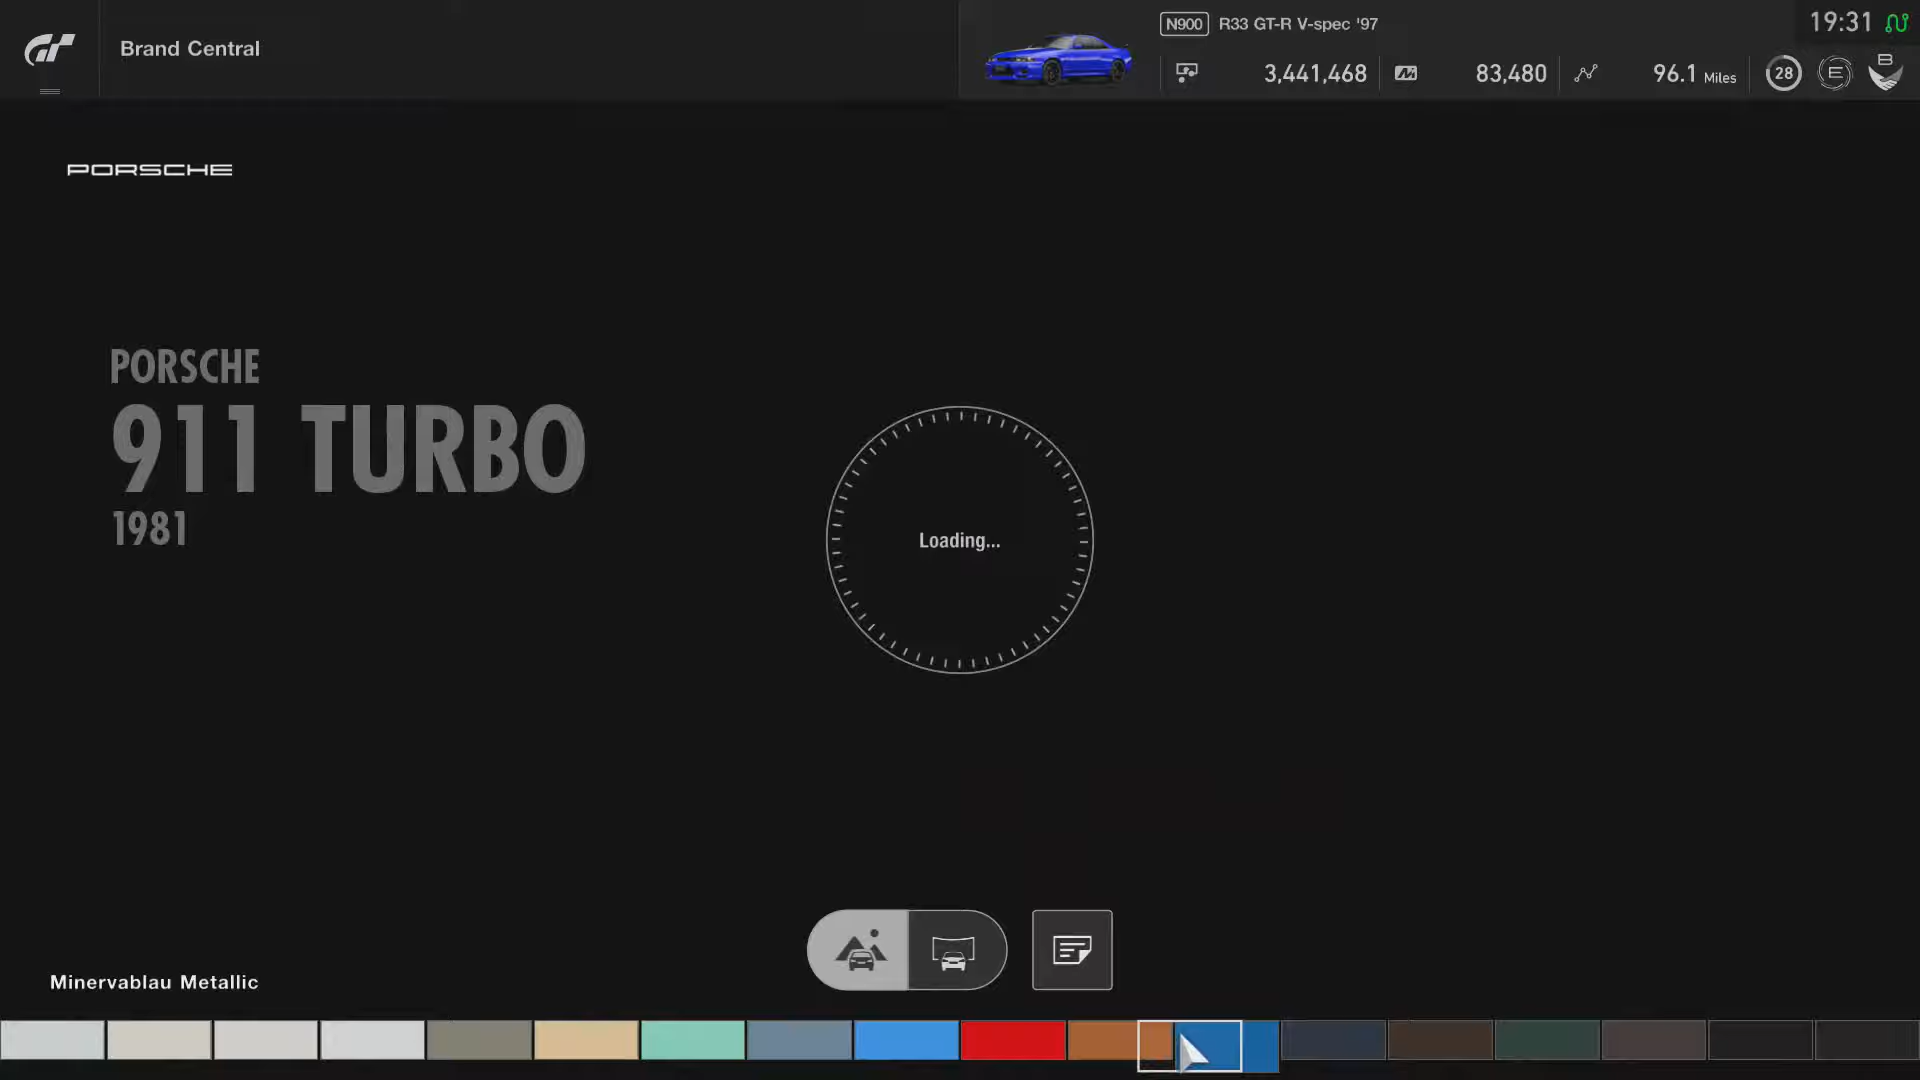 Brand Central
N900 R33 GT-R V-spec '97
19:31
3,441,468
83,480
96.1 Miles
28
E
B
PORSCHE
PORSCHE
911 TURBO
1981
Loading...
Minervablau Metallic